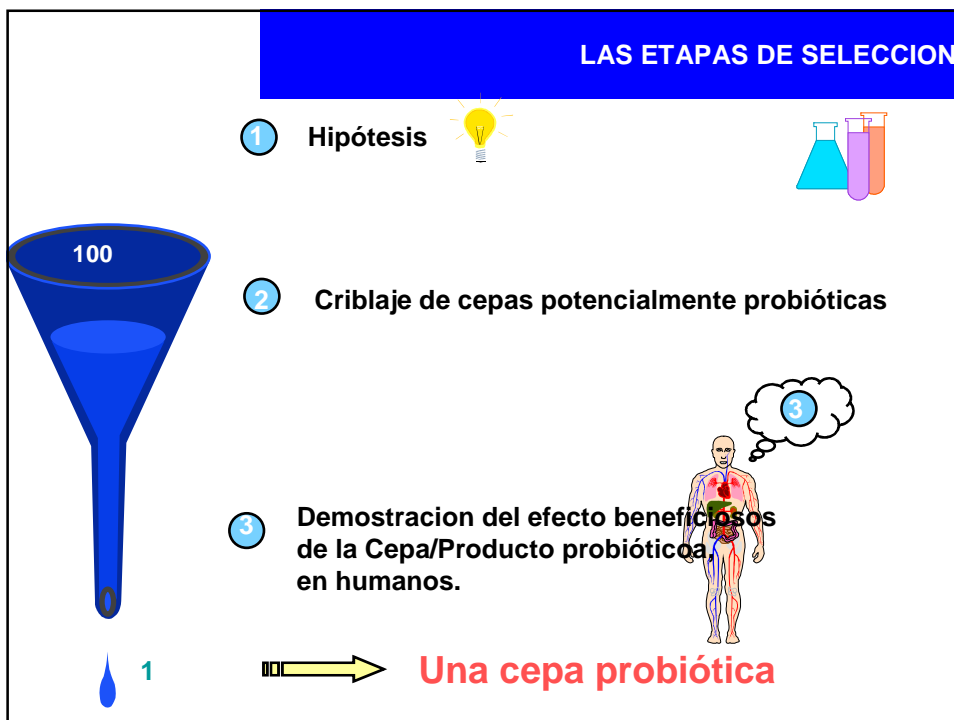 LAS ETAPAS DE SELECCION
1 Hipótesis
100
2 Criblaje de cepas potencialmente probióticas
3
3 Demostracion del efecto beneficiosos
de la Cepa/Producto probióticoa,
en humanos.
1 Una cepa probiótica